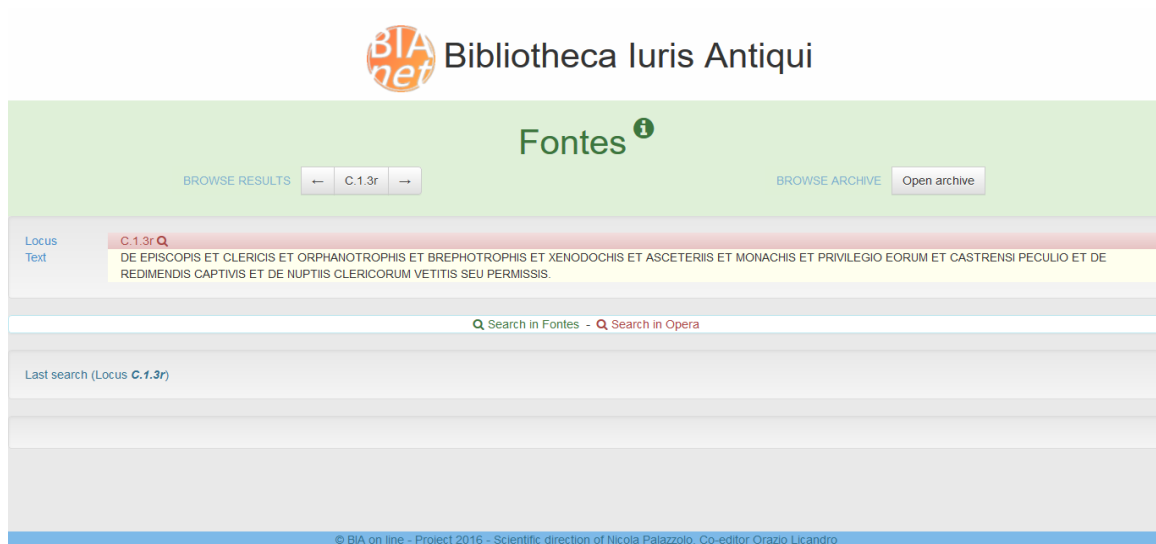 BIA net
Bibliotheca Iuris Antiqui
Fontes
BROWSE RESULTS ← C.1.3r → BROWSE ARCHIVE Open archive
Locus C.1.3r
Text DE EPISCOPIS ET CLERICIS ET ORPHANOTROPHIS ET BREPHOTROPHIS ET XENODOCHIS ET ASCETERIIS ET MONACHIS ET PRIVILEGIO EORUM ET CASTRENSI PECULIO ET DE
REDIMENDIS CAPTIVIS ET DE NUPTIIS CLERICORUM VETITIS SEU PERMISSIS.
Search in Fontes - Search in Opera
Last search (Locus C.1.3r)
© BIA on line - Project 2016 - Scientific direction of Nicola Palazzolo, Co-editor Orazio Licandro